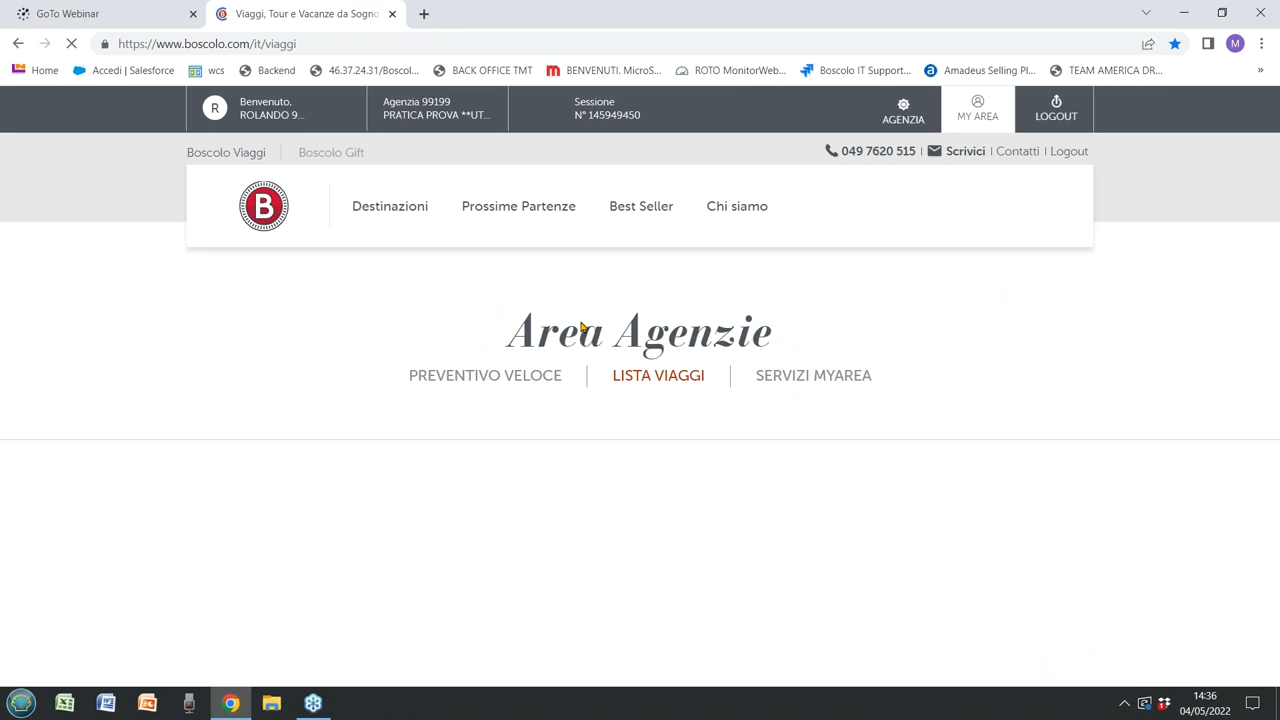 GoTo Webinar
Viaggi, Tour e Vacanze da Sogno
https://www.boscolo.com/it/viaggi
M
Home
Accedi | Salesforce
wcs
Backend
46.37.24.31/Boscol...
BACK OFFICE TMT
BENVENUTI. MicroS...
ROTO MonitorWeb...
Boscolo IT Support...
Amadeus Selling Pl...
TEAM AMERICA DR...
»
R
Benvenuto,
ROLANDO 9...
Agenzia 99199
PRATICA PROVA **UT...
Sessione
N° 145949450
AGENZIA
MY AREA
LOGOUT
Boscolo Viaggi
Boscolo Gift
049 7620 515 | Scrivici | Contatti | Logout
B
Destinazioni
Prossime Partenze
Best Seller
Chi siamo
Area Agenzie
PREVENTIVO VELOCE
LISTA VIAGGI
SERVIZI MYAREA
14:36
04/05/2022